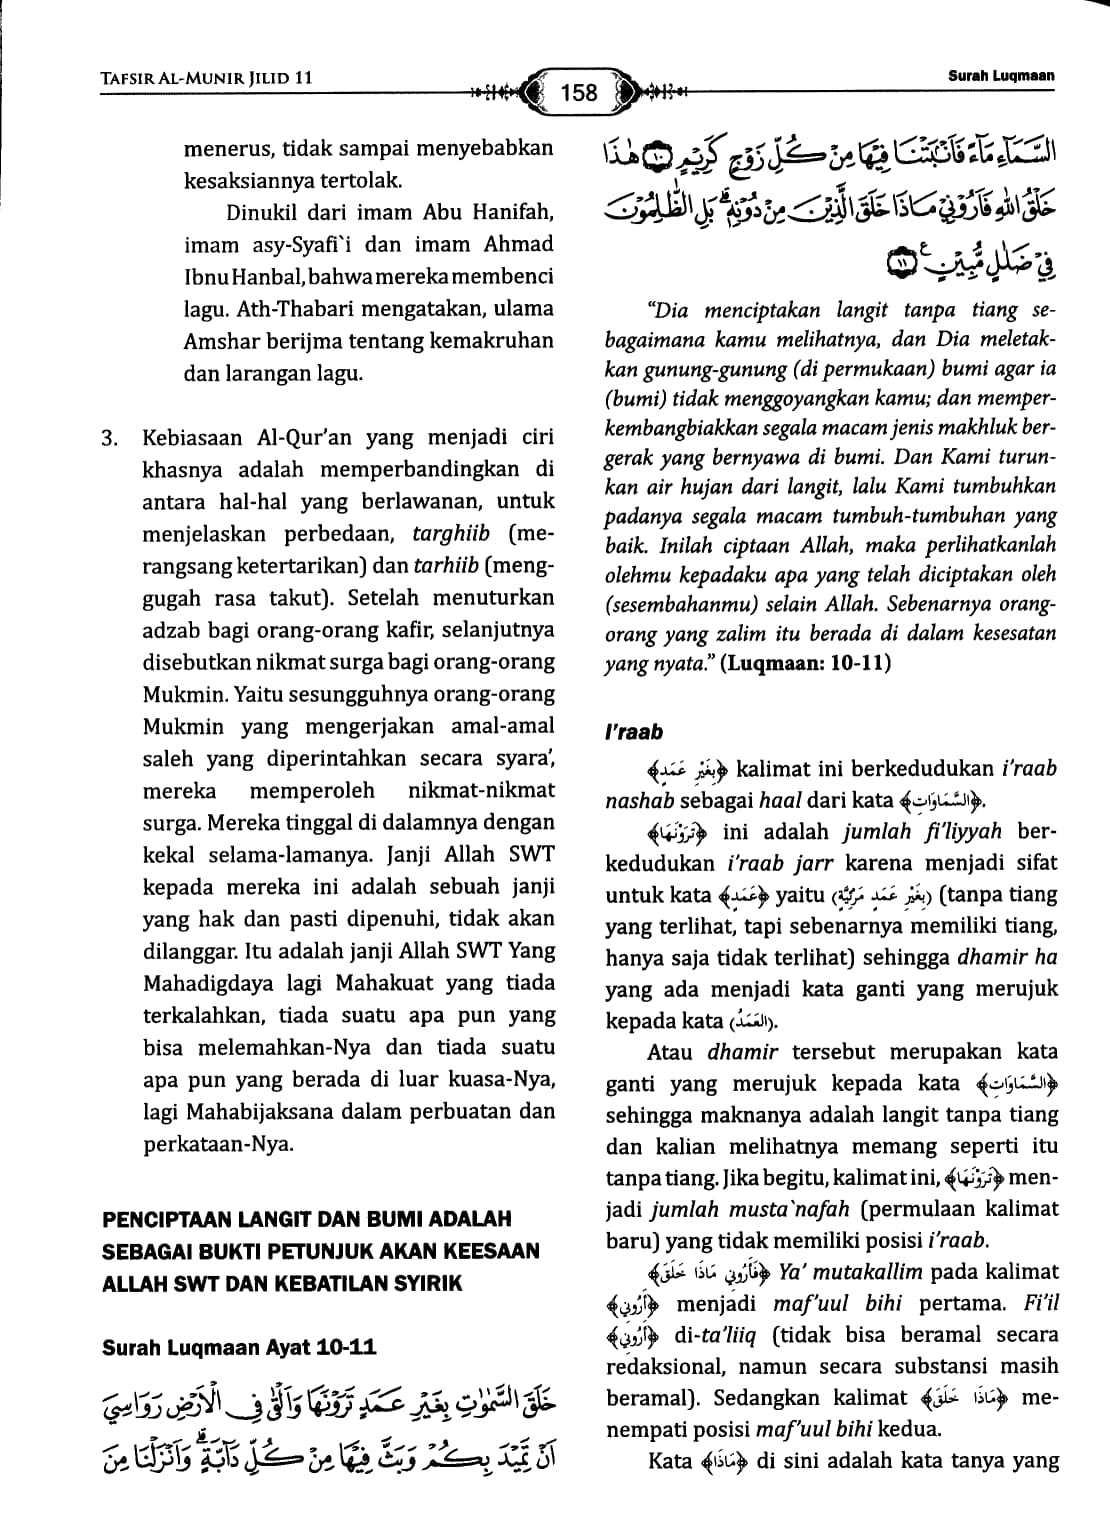 TAFSIR AL-MUNIR JILID 11
158
Surah Luqmaan
menerus, tidak sampai menyebabkan
kesaksiannya tertolak.
Dinukil dari imam Abu Hanifah,
imam asy-Syafi`i dan imam Ahmad
Ibnu Hanbal, bahwa mereka membenci
lagu. Ath-Thabari mengatakan, ulama
Amshar berijma tentang kemakruhan
dan larangan lagu.
3. Kebiasaan Al-Qur’an yang menjadi ciri
khasnya adalah memperbandingkan di
antara hal-hal yang berlawanan, untuk
menjelaskan perbedaan, targhiib (me-
rangsang ketertarikan) dan tarhiib (meng-
gugah rasa takut). Setelah menuturkan
adzab bagi orang-orang kafir, selanjutnya
disebutkan nikmat surga bagi orang-orang
Mukmin. Yaitu sesungguhnya orang-orang
Mukmin yang mengerjakan amal-amal
saleh yang diperintahkan secara syara’,
mereka memperoleh nikmat-nikmat
surga. Mereka tinggal di dalamnya dengan
kekal selama-lamanya. Janji Allah SWT
kepada mereka ini adalah sebuah janji
yang hak dan pasti dipenuhi, tidak akan
dilanggar. Itu adalah janji Allah SWT Yang
Mahadigdaya lagi Mahakuat yang tiada
terkalahkan, tiada suatu apa pun yang
bisa melemahkan-Nya dan tiada suatu
apa pun yang berada di luar kuasa-Nya,
lagi Mahabijaksana dalam perbuatan dan
perkataan-Nya.
PENCIPTAAN LANGIT DAN BUMI ADALAH
SEBAGAI BUKTI PETUNJUK AKAN KEESAAN
ALLAH SWT DAN KEBATILAN SYIRIK
Surah Luqmaan Ayat 10-11
خَلَقَ السَّمٰوٰتِ بِغَيْرِ عَمَدٍ تَرَوْنَهَا وَاَلْقٰى فِى الْاَرْضِ رَوَاسِيَ
اَنْ تَمِيْدَ بِكُمْ وَبَثَّ فِيْهَا مِنْ كُلِّ دَاۤبَّةٍۗ وَاَنْزَلْنَا مِنَ
السَّمَاۤءِ مَاۤءً فَاَنْۢبَتْنَا فِيْهَا مِنْ كُلِّ زَوْجٍ كَرِيْمٍ ١٠ هٰذَا
خَلْقُ اللّٰهِ فَاَرُوْنِيْ مَاذَا خَلَقَ الَّذِيْنَ مِنْ دُوْنِهٖۗ بَلِ الظّٰلِمُوْنَ
فِيْ ضَلٰلٍ مُّبِيْنٍ ࣖ ١١
“Dia menciptakan langit tanpa tiang se-
bagaimana kamu melihatnya, dan Dia meletak-
kan gunung-gunung (di permukaan) bumi agar ia
(bumi) tidak menggoyangkan kamu; dan memper-
kembangbiakkan segala macam jenis makhluk ber-
gerak yang bernyawa di bumi. Dan Kami turun-
kan air hujan dari langit, lalu Kami tumbuhkan
padanya segala macam tumbuh-tumbuhan yang
baik. Inilah ciptaan Allah, maka perlihatkanlah
olehmu kepadaku apa yang telah diciptakan oleh
(sesembahanmu) selain Allah. Sebenarnya orang-
orang yang zalim itu berada di dalam kesesatan
yang nyata.” (Luqmaan: 10-11)
I’raab
﴿بِغَيْرِ عَمَدٍ﴾ kalimat ini berkedudukan i’raab
nashab sebagai haal dari kata ﴿السَّمَاوَاتِ﴾.
﴿تَرَوْنَهَا﴾ ini adalah jumlah fi’liyyah ber-
kedudukan i’raab jarr karena menjadi sifat
untuk kata ﴿عَمَدٍ﴾ yaitu (بِغَيْرِ عَمَدٍ مَرْئِيَّةٍ) (tanpa tiang
yang terlihat, tapi sebenarnya memiliki tiang,
hanya saja tidak terlihat) sehingga dhamir ha
yang ada menjadi kata ganti yang merujuk
kepada kata (العَمَدُ).
Atau dhamir tersebut merupakan kata
ganti yang merujuk kepada kata ﴿السَّمَاوَاتِ﴾
sehingga maknanya adalah langit tanpa tiang
dan kalian melihatnya memang seperti itu
tanpa tiang. Jika begitu, kalimat ini, ﴿تَرَوْنَهَا﴾ men-
jadi jumlah musta`nafah (permulaan kalimat
baru) yang tidak memiliki posisi i’raab.
﴿فَأَرُونِي مَاذَا خَلَقَ﴾ Ya’ mutakallim pada kalimat
﴿أَرُونِي﴾ menjadi maf’uul bihi pertama. Fi’il
﴿أَرُونِي﴾ di-ta’liiq (tidak bisa beramal secara
redaksional, namun secara substansi masih
beramal). Sedangkan kalimat ﴿مَاذَا خَلَقَ﴾ me-
nempati posisi maf’uul bihi kedua.
Kata ﴿مَاذَا﴾ di sini adalah kata tanya yang